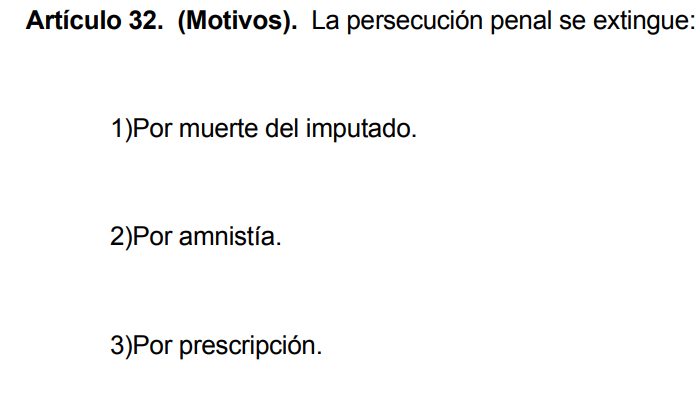 Artículo 32. (Motivos). La persecución penal se extingue:
1)Por muerte del imputado.
2)Por amnistía.
3)Por prescripción.